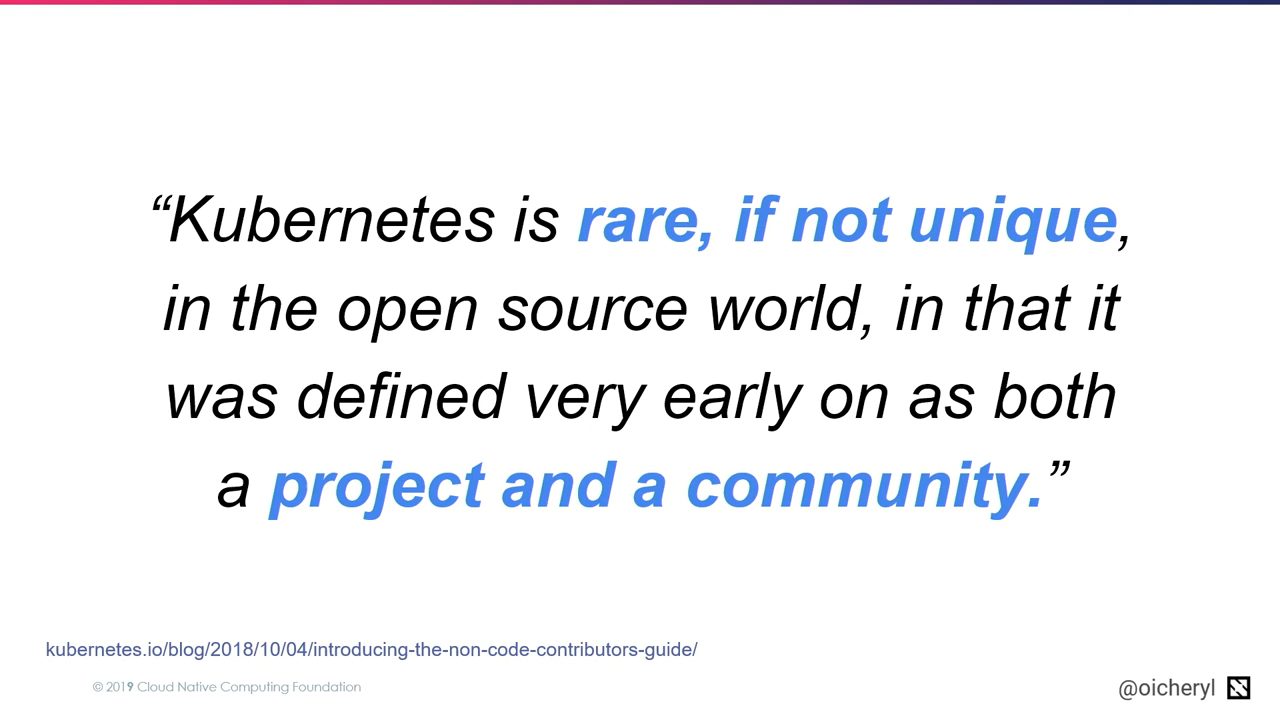 “Kubernetes is rare, if not unique,
in the open source world, in that it
was defined very early on as both
a project and a community.”
kubernetes.io/blog/2018/10/04/introducing-the-non-code-contributors-guide/
© 2019 Cloud Native Computing Foundation
@oicheryl